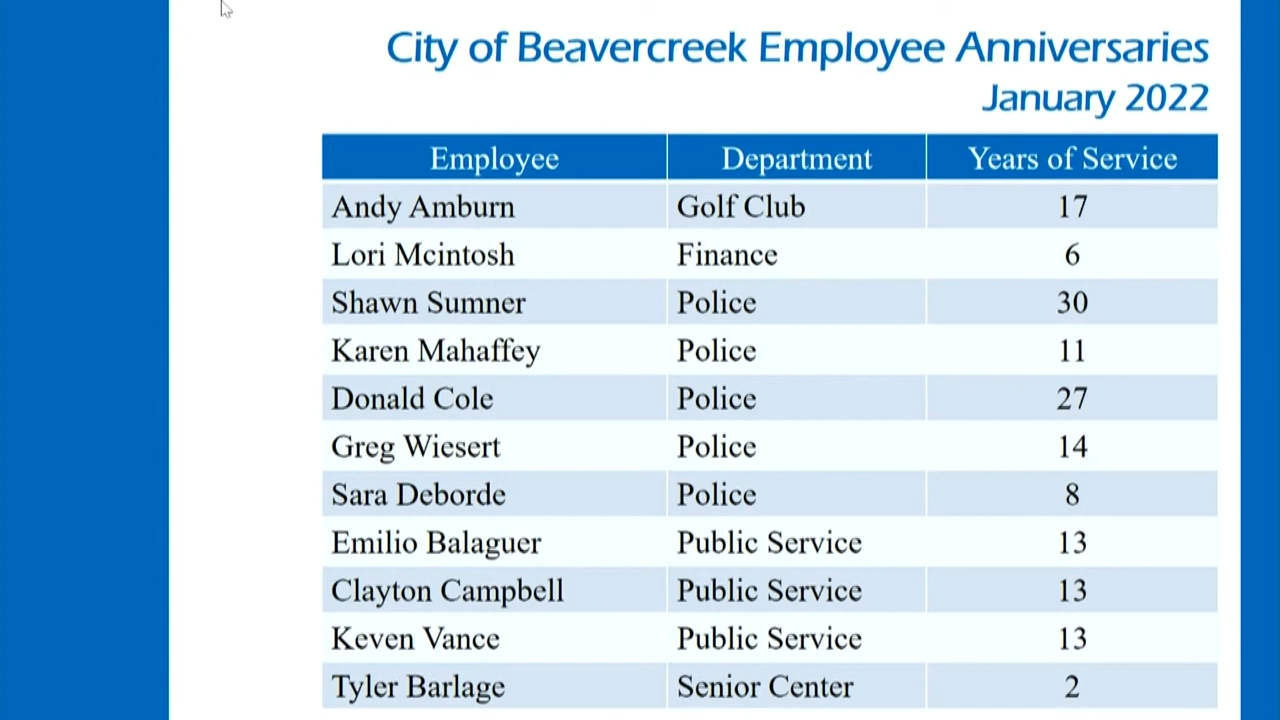 City of Beavercreek Employee Anniversaries
January 2022
Employee Department Years of Service
Andy Amburn Golf Club 17
Lori Mcintosh Finance 6
Shawn Sumner Police 30
Karen Mahaffey Police 11
Donald Cole Police 27
Greg Wiesert Police 14
Sara Deborde Police 8
Emilio Balaguer Public Service 13
Clayton Campbell Public Service 13
Keven Vance Public Service 13
Tyler Barlage Senior Center 2